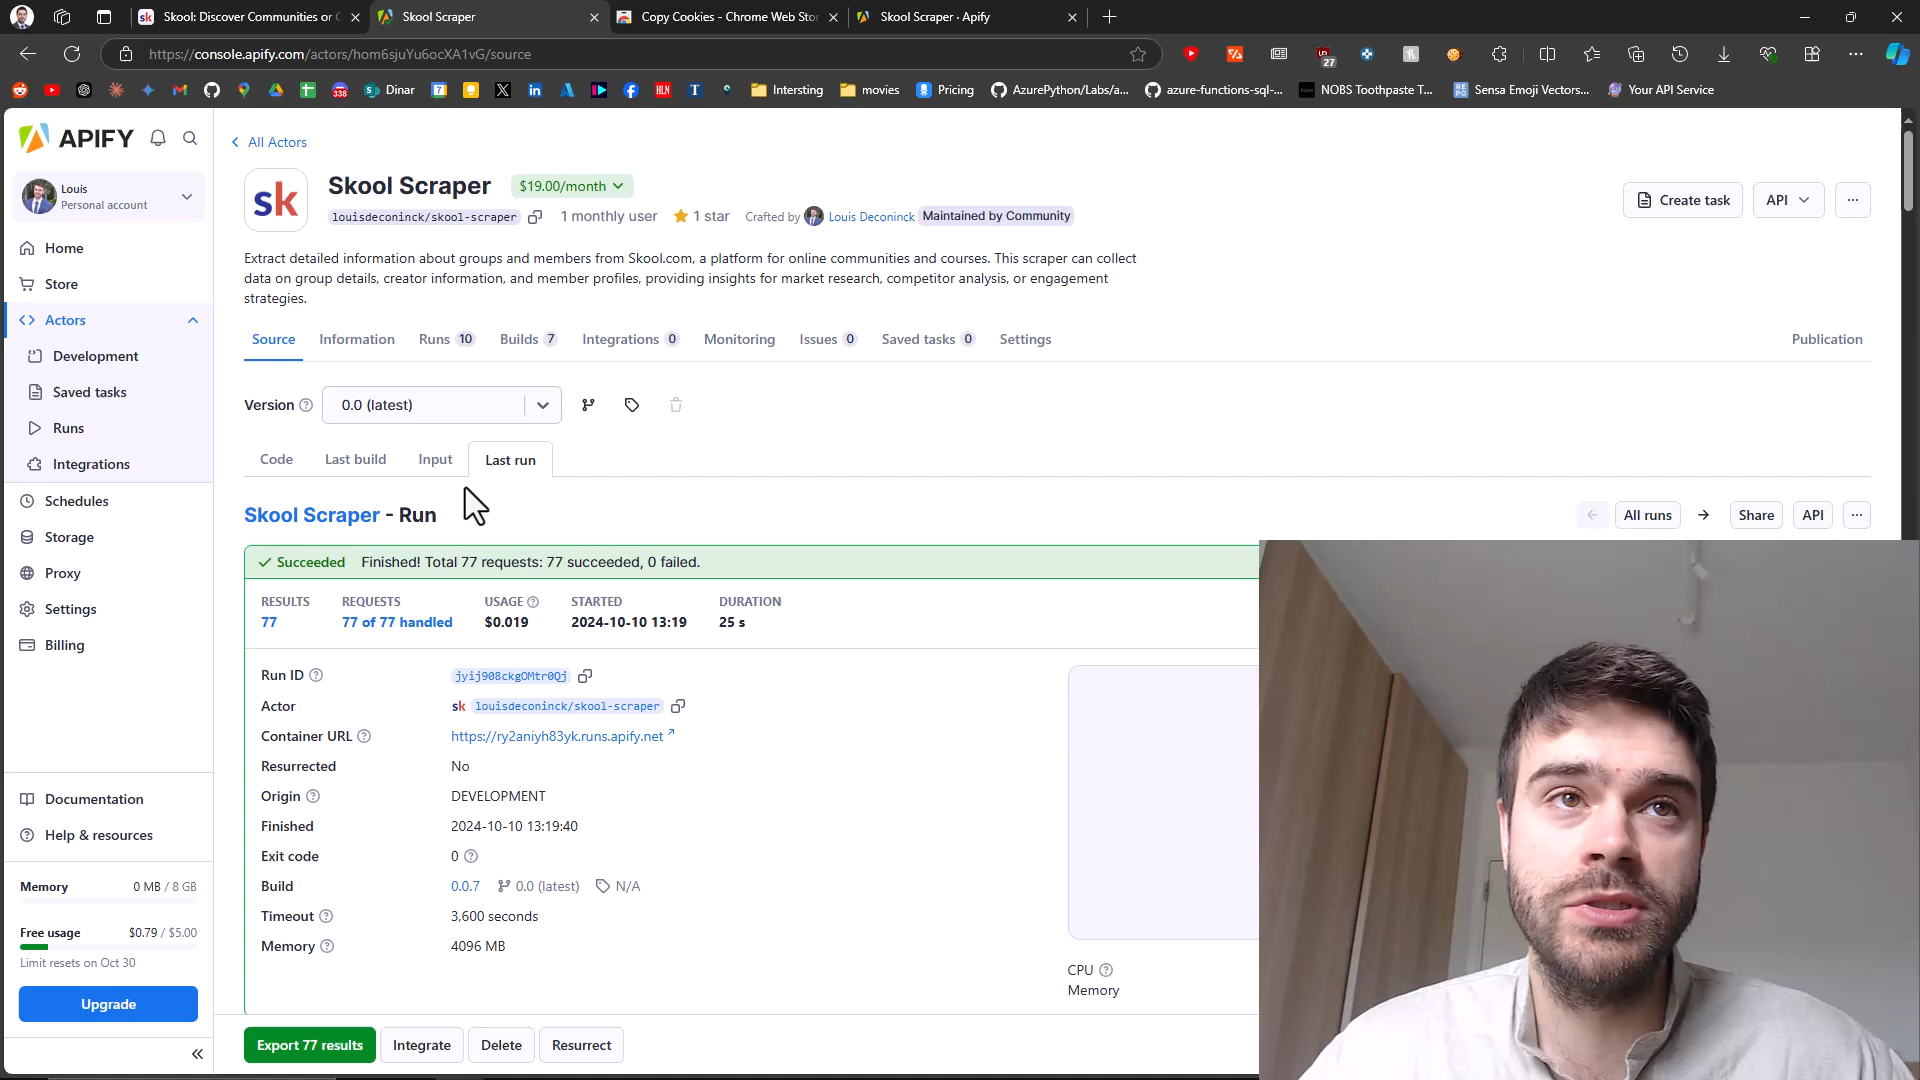 Skool: Discover Communities or C
Skool Scraper
Copy Cookies - Chrome Web Stor
Skool Scraper · Apify
https://console.apify.com/actors/hom6sjuYu6ocXA1vG/source
27
338
Dinar
7
HLN
T
Intersting
movies
Pricing
AzurePython/Labs/a...
azure-functions-sql-...
NOBS Toothpaste T...
Sensa Emoji Vectors...
Your API Service
APIFY
Louis
Personal account
Home
Store
Actors
Development
Saved tasks
Runs
Integrations
Schedules
Storage
Proxy
Settings
Billing
Documentation
Help & resources
Memory 0 MB / 8 GB
Free usage $0.79 / $5.00
Limit resets on Oct 30
Upgrade
All Actors
sk
Skool Scraper $19.00/month
louisdeconinck/skool-scraper 1 monthly user 1 star Crafted by Louis Deconinck Maintained by Community
Create task
API
Extract detailed information about groups and members from Skool.com, a platform for online communities and courses. This scraper can collect
data on group details, creator information, and member profiles, providing insights for market research, competitor analysis, or engagement
strategies.
Source Information Runs 10 Builds 7 Integrations 0 Monitoring Issues 0 Saved tasks 0 Settings Publication
Version 0.0 (latest)
Code Last build Input Last run
Skool Scraper - Run
All runs Share API
Succeeded Finished! Total 77 requests: 77 succeeded, 0 failed.
RESULTS REQUESTS USAGE STARTED DURATION
77 77 of 77 handled $0.019 2024-10-10 13:19 25 s
Run ID jyij908ckgOMtr0Qj
Actor sk louisdeconinck/skool-scraper
Container URL https://ry2aniyh83yk.runs.apify.net
Resurrected No
Origin DEVELOPMENT
Finished 2024-10-10 13:19:40
Exit code 0
Build 0.0.7 0.0 (latest) N/A
Timeout 3,600 seconds
Memory 4096 MB
CPU
Memory
Export 77 results Integrate Delete Resurrect